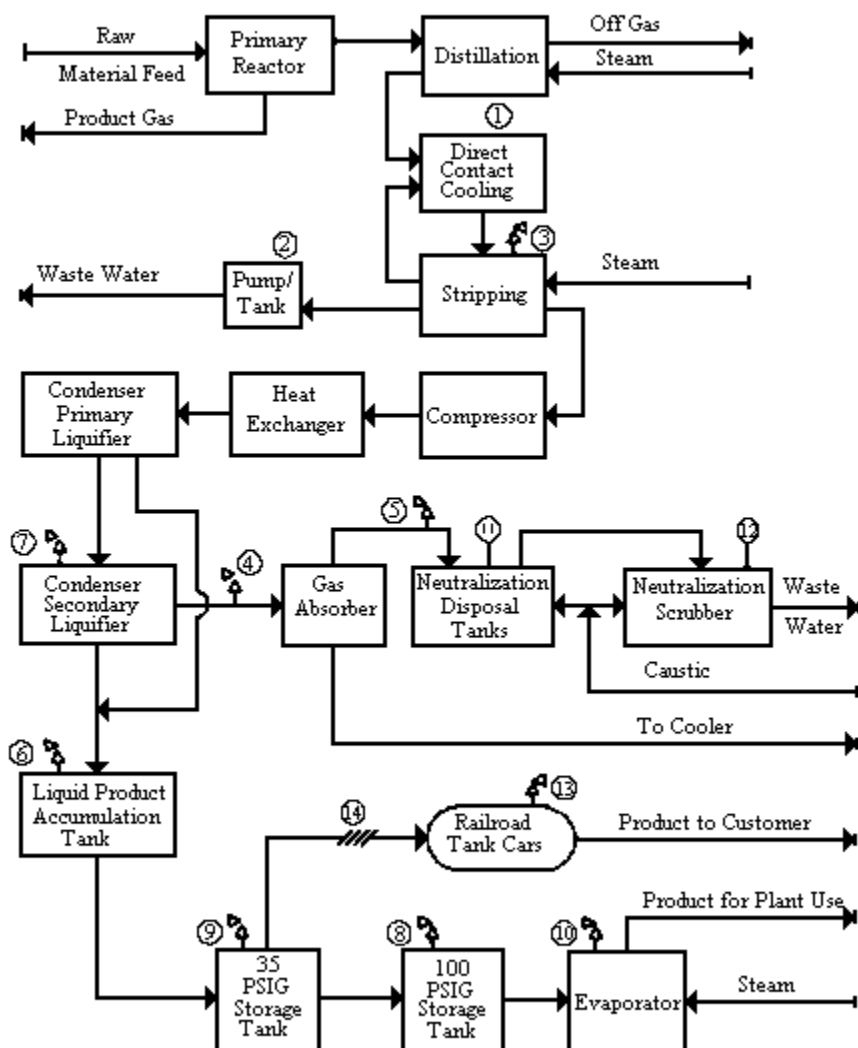 Raw
Material Feed
Primary
Reactor
Distillation
Off Gas
Steam
Product Gas
1
Direct
Contact
Cooling
2
3
Waste Water
Pump/
Tank
Stripping
Steam
Condenser
Primary
Liquifier
Heat
Exchanger
Compressor
5
11
12
7
4
Condenser
Secondary
Liquifier
Gas
Absorber
Neutralization
Disposal
Tanks
Neutralization
Scrubber
Waste
Water
Caustic
To Cooler
6
Liquid Product
Accumulation
Tank
14
13
Railroad
Tank Cars
Product to Customer
Product for Plant Use
9
8
10
35
PSIG
Storage
Tank
100
PSIG
Storage
Tank
Evaporator
Steam